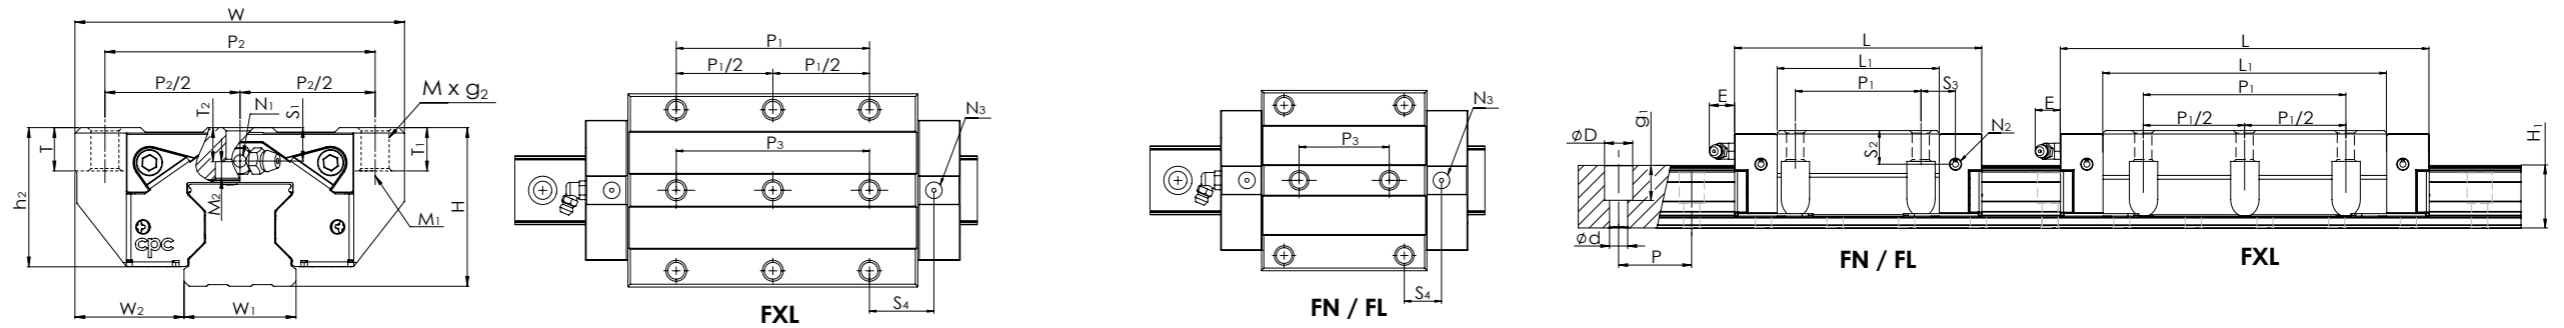 W
P2
P2/2 P2/2
M x g2
T2 N1 S1
T T1
h2 H
M2
M1
cpc
W2 W1
P1
P1/2 P1/2
N3
P3
S4
FXL
N3
P3
S4
FN / FL
L
L1
P1 S3
E
øD g1
S2 N2
ød
P
FN / FL
L
L1
P1
E
P1/2 P1/2
H1
FXL